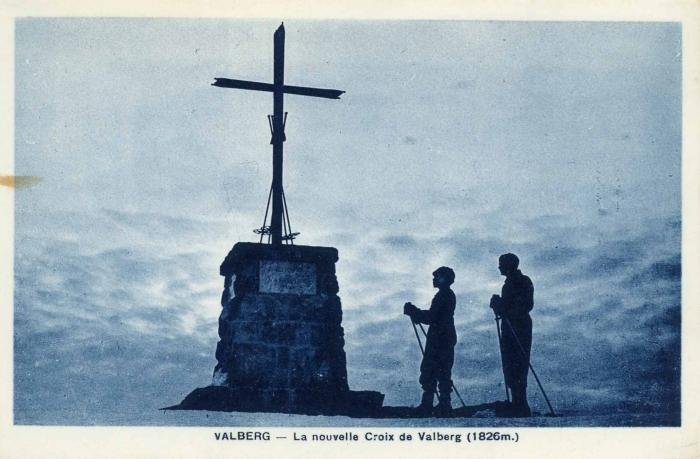 VALBERG — La nouvelle Croix de Valberg (1826m.)